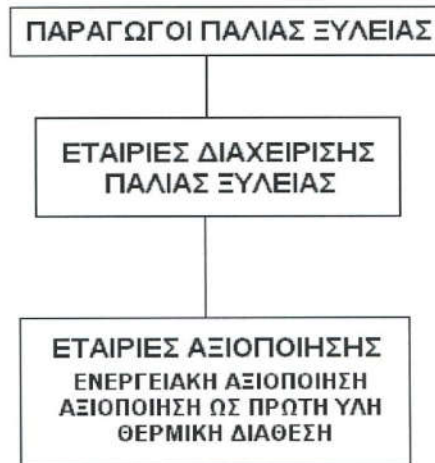 ΠΑΡΑΓΩΓΟΙ ΠΑΛΙΑΣ ΞΥΛΕΙΑΣ
ΕΤΑΙΡΙΕΣ ΔΙΑΧΕΙΡΙΣΗΣ
ΠΑΛΙΑΣ ΞΥΛΕΙΑΣ
ΕΤΑΙΡΙΕΣ ΑΞΙΟΠΟΙΗΣΗΣ
ΕΝΕΡΓΕΙΑΚΗ ΑΞΙΟΠΟΙΗΣΗ
ΑΞΙΟΠΟΙΗΣΗ ΩΣ ΠΡΩΤΗ ΥΛΗ
ΘΕΡΜΙΚΗ ΔΙΑΘΕΣΗ